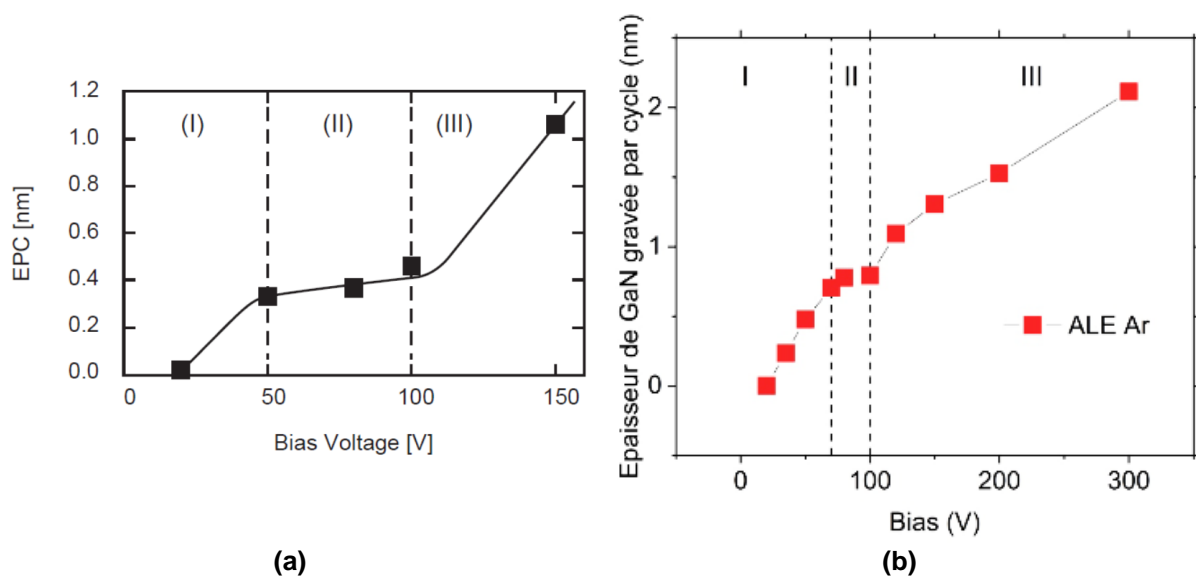 1.2
1.0
0.8
0.6
0.4
0.2
0.0
EPC [nm]
(I)
(II)
(III)
0
50
100
150
Bias Voltage [V]
(a)
Epaisseur de GaN gravée par cycle (nm)
2
1
0
I
II
III
ALE Ar
0
100
200
300
Bias (V)
(b)